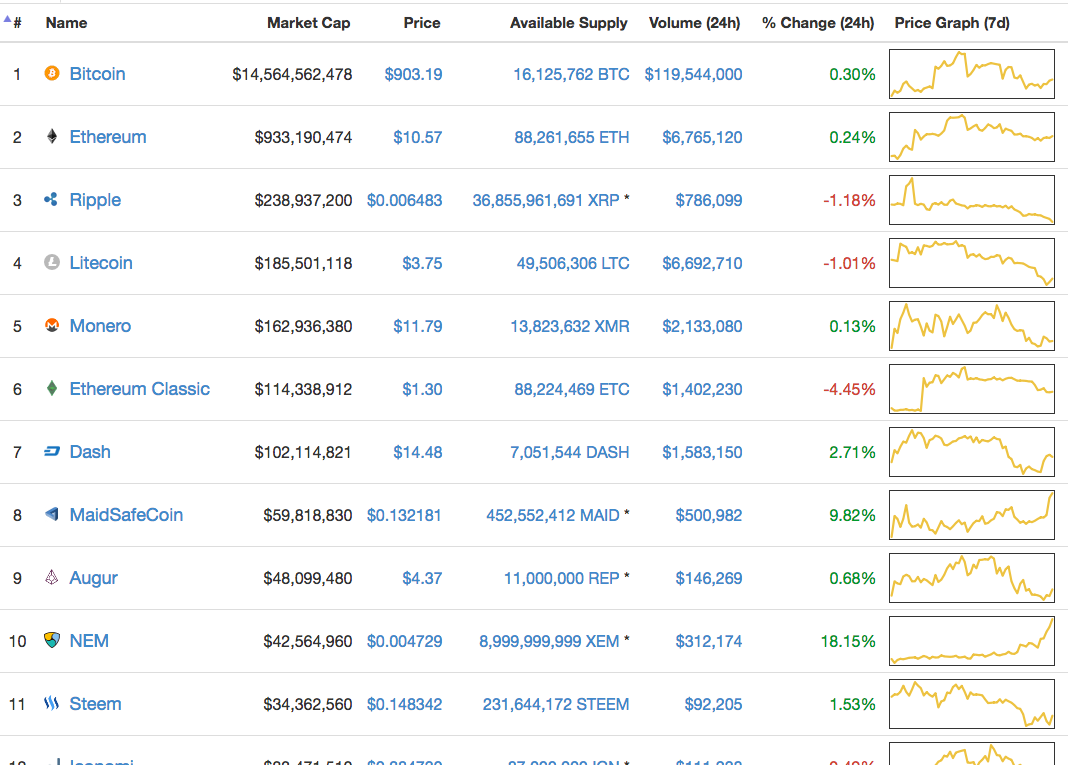 # Name Market Cap Price Available Supply Volume (24h) % Change (24h) Price Graph (7d)
1 Bitcoin $14,564,562,478 $903.19 16,125,762 BTC $119,544,000 0.30%
2 Ethereum $933,190,474 $10.57 88,261,655 ETH $6,765,120 0.24%
3 Ripple $238,937,200 $0.006483 36,855,961,691 XRP * $786,099 -1.18%
4 Litecoin $185,501,118 $3.75 49,506,306 LTC $6,692,710 -1.01%
5 Monero $162,936,380 $11.79 13,823,632 XMR $2,133,080 0.13%
6 Ethereum Classic $114,338,912 $1.30 88,224,469 ETC $1,402,230 -4.45%
7 Dash $102,114,821 $14.48 7,051,544 DASH $1,583,150 2.71%
8 MaidSafeCoin $59,818,830 $0.132181 452,552,412 MAID * $500,982 9.82%
9 Augur $48,099,480 $4.37 11,000,000 REP * $146,269 0.68%
10 NEM $42,564,960 $0.004729 8,999,999,999 XEM * $312,174 18.15%
11 Steem $34,362,560 $0.148342 231,644,172 STEEM $92,205 1.53%